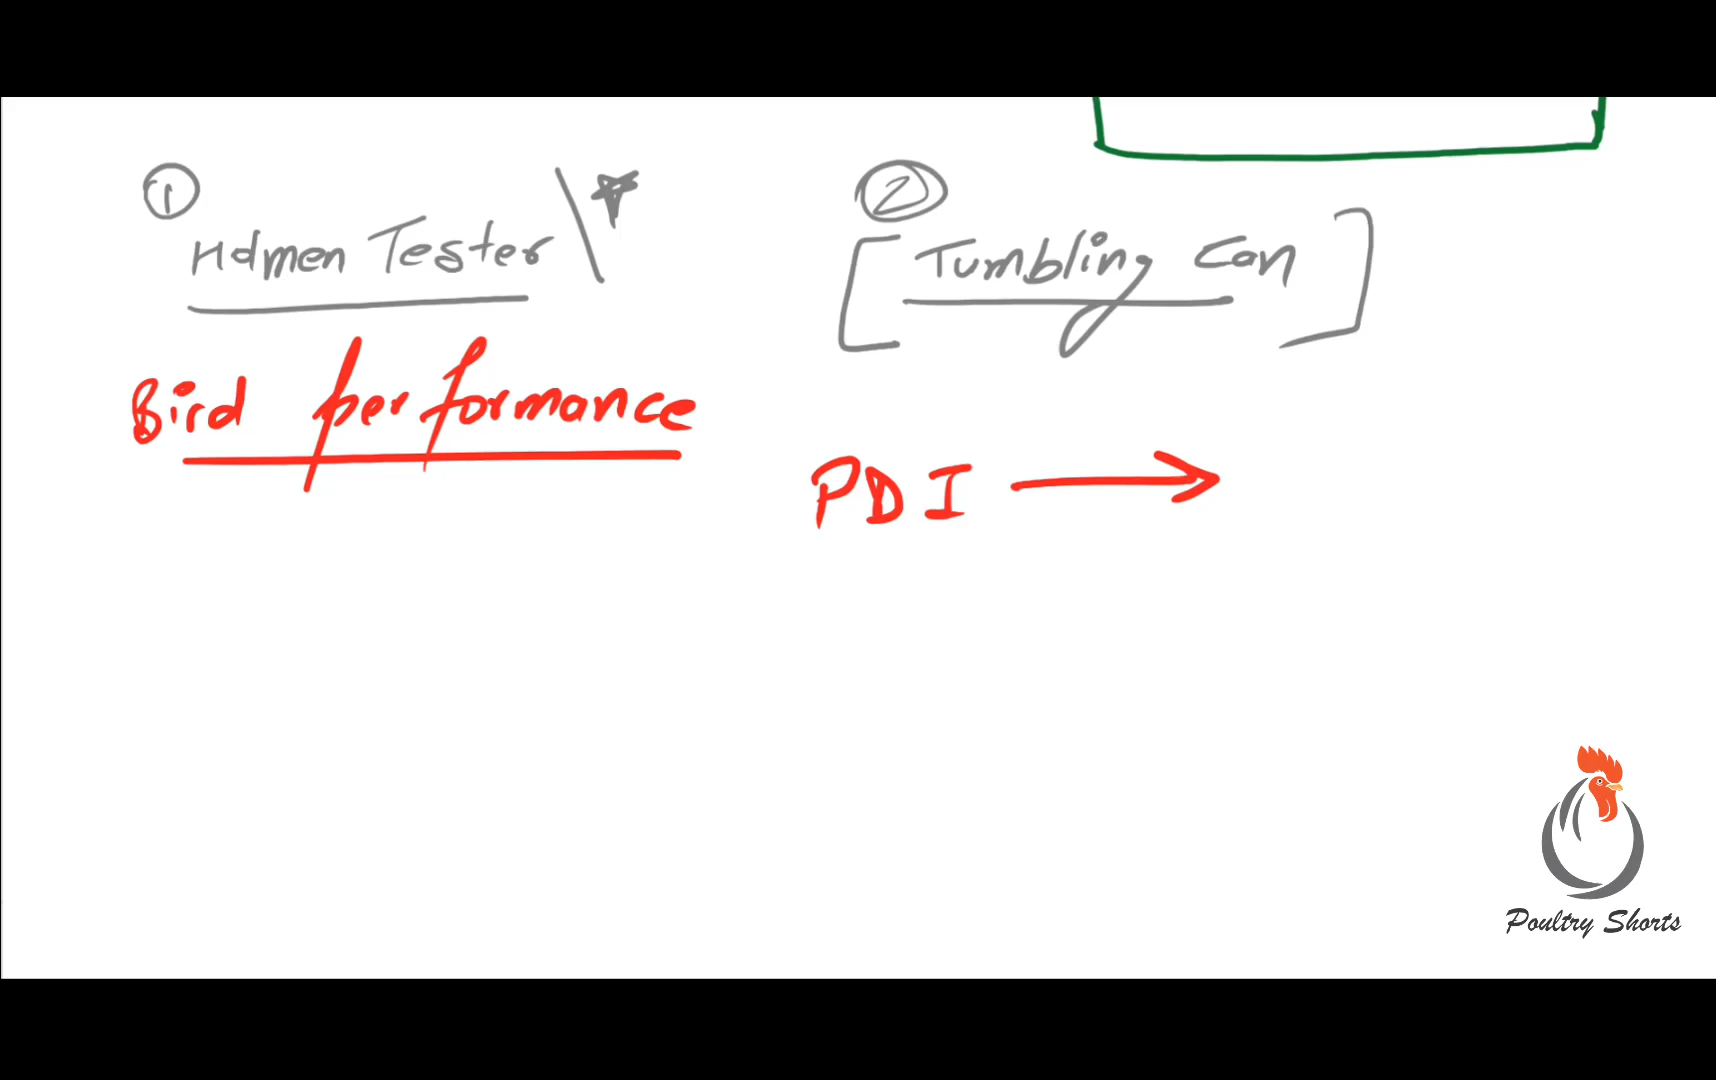 1
Holmen Tester
2
[Tumbling Can]
Bird performance
PDI →
Poultry Shorts